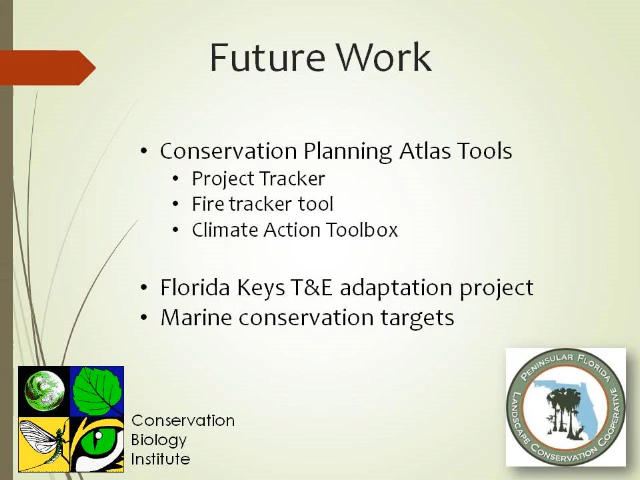 Future Work
• Conservation Planning Atlas Tools
• Project Tracker
• Fire tracker tool
• Climate Action Toolbox
• Florida Keys T&E adaptation project
• Marine conservation targets
Conservation
Biology
Institute
PENINSULAR FLORIDA
LANDSCAPE CONSERVATION COOPERATIVE